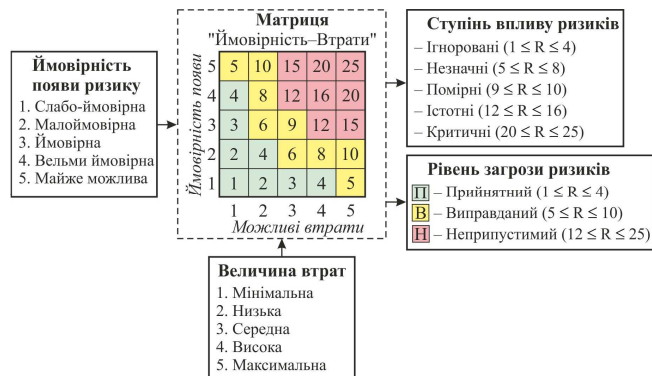 Ймовірність
появи ризику
1. Слабо-ймовірна
2. Малоймовірна
3. Ймовірна
4. Вельми ймовірна
5. Майже можлива
Матриця
"Ймовірність–Втрати"
Ймовірність появи
5 5 10 15 20 25
4 4 8 12 16 20
3 3 6 9 12 15
2 2 4 6 8 10
1 1 2 3 4 5
1 2 3 4 5
Можливі втрати
Величина втрат
1. Мінімальна
2. Низька
3. Середна
4. Висока
5. Максимальна
Ступінь впливу ризиків
– Ігноровані (1 ≤ R ≤ 4)
– Незначні (5 ≤ R ≤ 8)
– Помірні (9 ≤ R ≤ 10)
– Істотні (12 ≤ R ≤ 16)
– Критичні (20 ≤ R ≤ 25)
Рівень загрози ризиків
П – Прийнятний (1 ≤ R ≤ 4)
В – Виправданий (5 ≤ R ≤ 10)
Н – Неприпустимий (12 ≤ R ≤ 25)